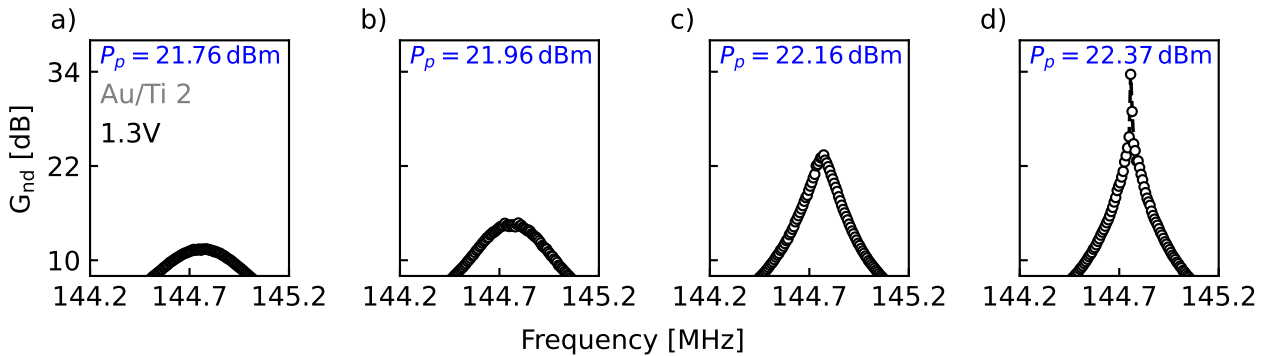 a)
b)
c)
d)
P_p = 21.76 dBm
P_p = 21.96 dBm
P_p = 22.16 dBm
P_p = 22.37 dBm
Au/Ti 2
1.3V
G_nd [dB]
34
22
10
144.2 144.7 145.2
144.2 144.7 145.2
144.2 144.7 145.2
144.2 144.7 145.2
Frequency [MHz]